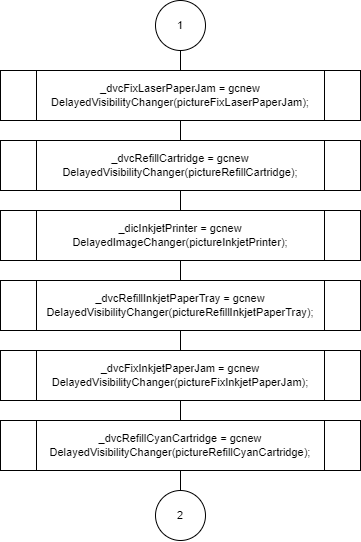 1
_dvcFixLaserPaperJam = gcnew
DelayedVisibilityChanger(pictureFixLaserPaperJam);
_dvcRefillCartridge = gcnew
DelayedVisibilityChanger(pictureRefillCartridge);
_dicInkjetPrinter = gcnew
DelayedImageChanger(pictureInkjetPrinter);
_dvcRefillInkjetPaperTray = gcnew
DelayedVisibilityChanger(pictureRefillInkjetPaperTray);
_dvcFixInkjetPaperJam = gcnew
DelayedVisibilityChanger(pictureFixInkjetPaperJam);
_dvcRefillCyanCartridge = gcnew
DelayedVisibilityChanger(pictureRefillCyanCartridge);
2